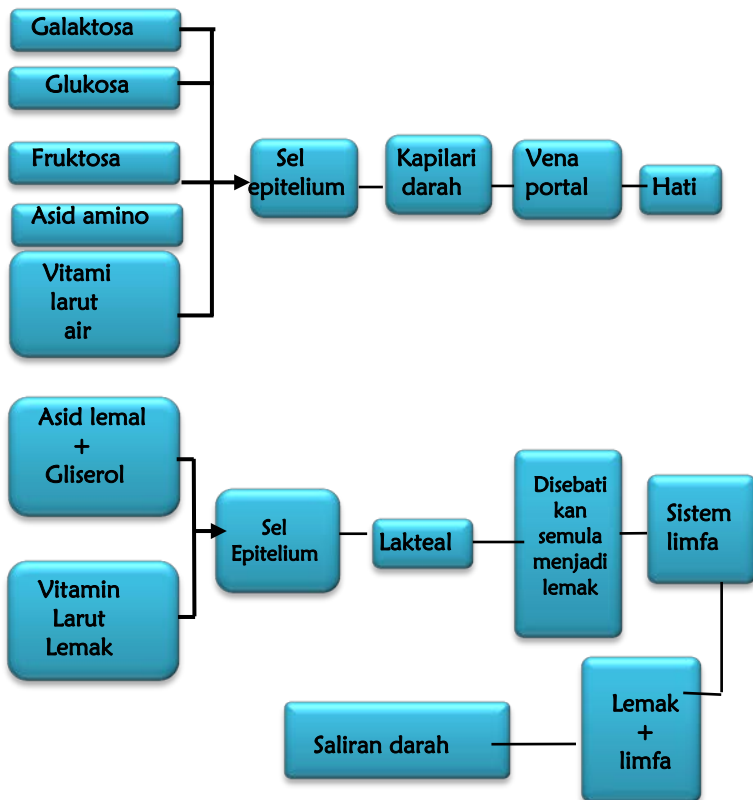 Galaktosa
Glukosa
Fruktosa
Asid amino
Vitami
larut
air
Sel
epitelium
Kapilari
darah
Vena
portal
Hati
Asid lemal
+
Gliserol
Vitamin
Larut
Lemak
Sel
Epitelium
Lakteal
Disebati
kan
semula
menjadi
lemak
Sistem
limfa
Lemak
+
limfa
Saliran darah